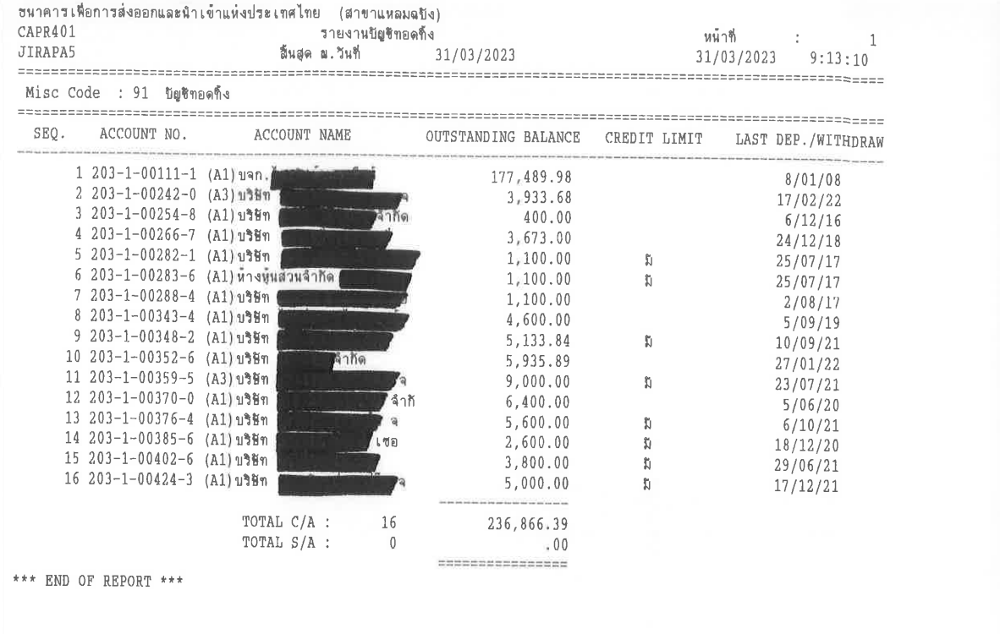 ธนาคารเพื่อการส่งออกและนำเข้าแห่งประเทศไทย (สาขาแหลมฉบัง)
CAPR401 รายงานบัญชีทอดทิ้ง หน้าที่ : 1
JIRAPA5 สิ้นสุด ณ.วันที่ 31/03/2023 31/03/2023 9:13:10
Misc Code : 91 บัญชีทอดทิ้ง
SEQ. ACCOUNT NO. ACCOUNT NAME OUTSTANDING BALANCE CREDIT LIMIT LAST DEP./WITHDRAW
1 203-1-00111-1 (A1) บจก. 177,489.98 8/01/08
2 203-1-00242-0 (A3) บริษัท จ 3,933.68 17/02/22
3 203-1-00254-8 (A1) บริษัท จำกัด 400.00 6/12/16
4 203-1-00266-7 (A1) บริษัท 3,673.00 24/12/18
5 203-1-00282-1 (A1) บริษัท 1,100.00 มี 25/07/17
6 203-1-00283-6 (A1) ห้างหุ้นส่วนจำกัด 1,100.00 มี 25/07/17
7 203-1-00288-4 (A1) บริษัท 1,100.00 2/08/17
8 203-1-00343-4 (A1) บริษัท 4,600.00 5/09/19
9 203-1-00348-2 (A1) บริษัท 5,133.84 มี 10/09/21
10 203-1-00352-6 (A1) บริษัท จำกัด 5,935.89 27/01/22
11 203-1-00359-5 (A3) บริษัท จ 9,000.00 มี 23/07/21
12 203-1-00370-0 (A1) บริษัท จำกั 6,400.00 5/06/20
13 203-1-00376-4 (A1) บริษัท จ 5,600.00 มี 6/10/21
14 203-1-00385-6 (A1) บริษัท เซอ 2,600.00 มี 18/12/20
15 203-1-00402-6 (A1) บริษัท 3,800.00 มี 29/06/21
16 203-1-00424-3 (A1) บริษัท จ 5,000.00 มี 17/12/21
TOTAL C/A : 16 236,866.39
TOTAL S/A : 0 .00
*** END OF REPORT ***